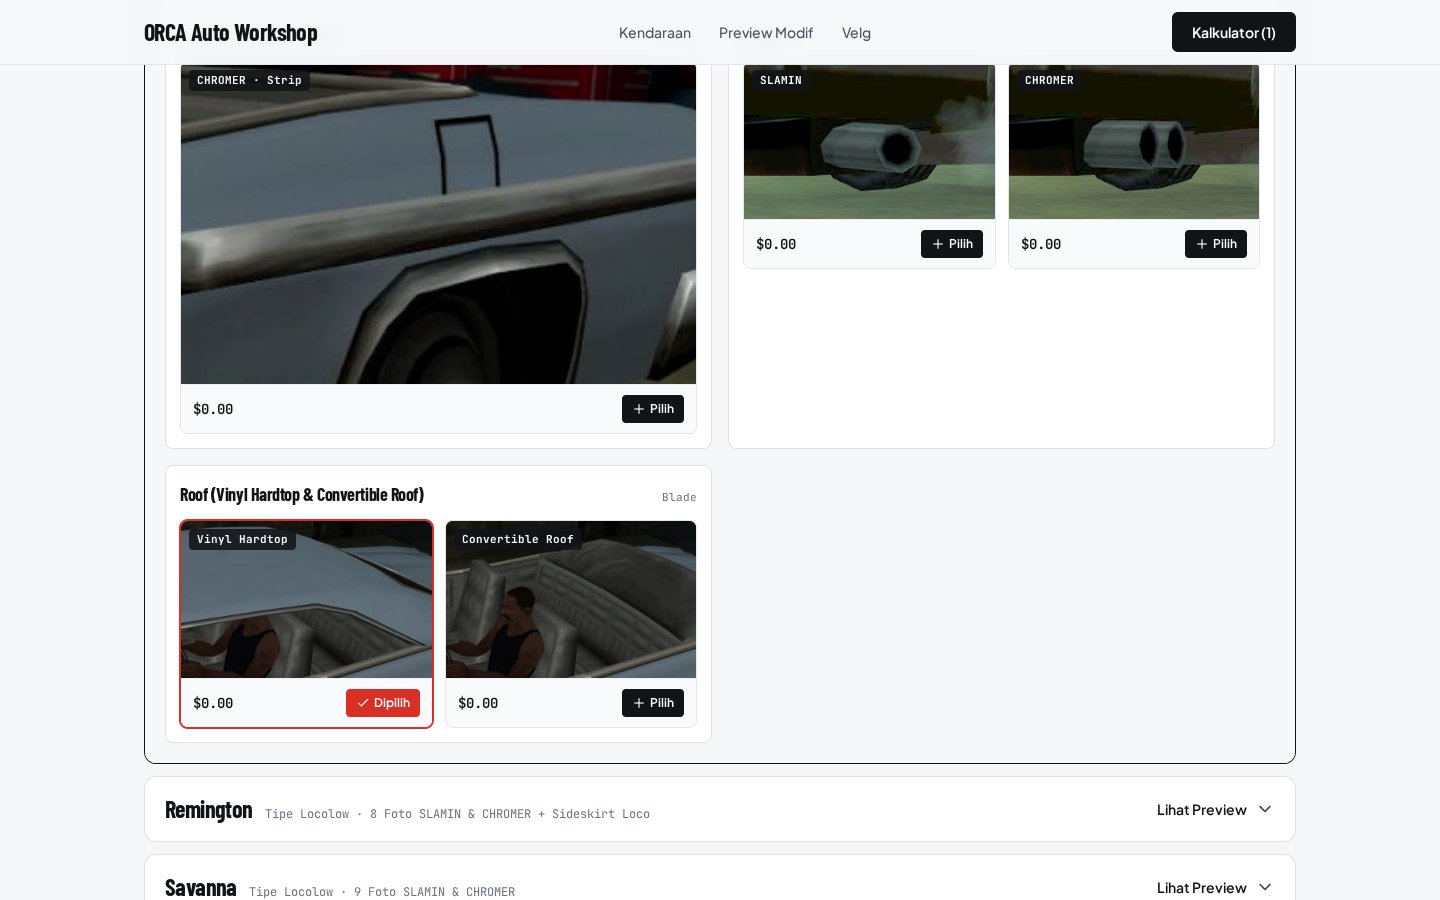 ORCA Auto Workshop
Kendaraan
Preview Modif
Velg
Kalkulator (1)
CHROMER · Strip
$0.00
Pilih
SLAMIN
$0.00
Pilih
CHROMER
$0.00
Pilih
Roof (Vinyl Hardtop & Convertible Roof)
Blade
Vinyl Hardtop
$0.00
Dipilih
Convertible Roof
$0.00
Pilih
Remington
Tipe Locolow · 8 Foto SLAMIN & CHROMER + Sideskirt Loco
Lihat Preview
Savanna
Tipe Locolow · 9 Foto SLAMIN & CHROMER
Lihat Preview